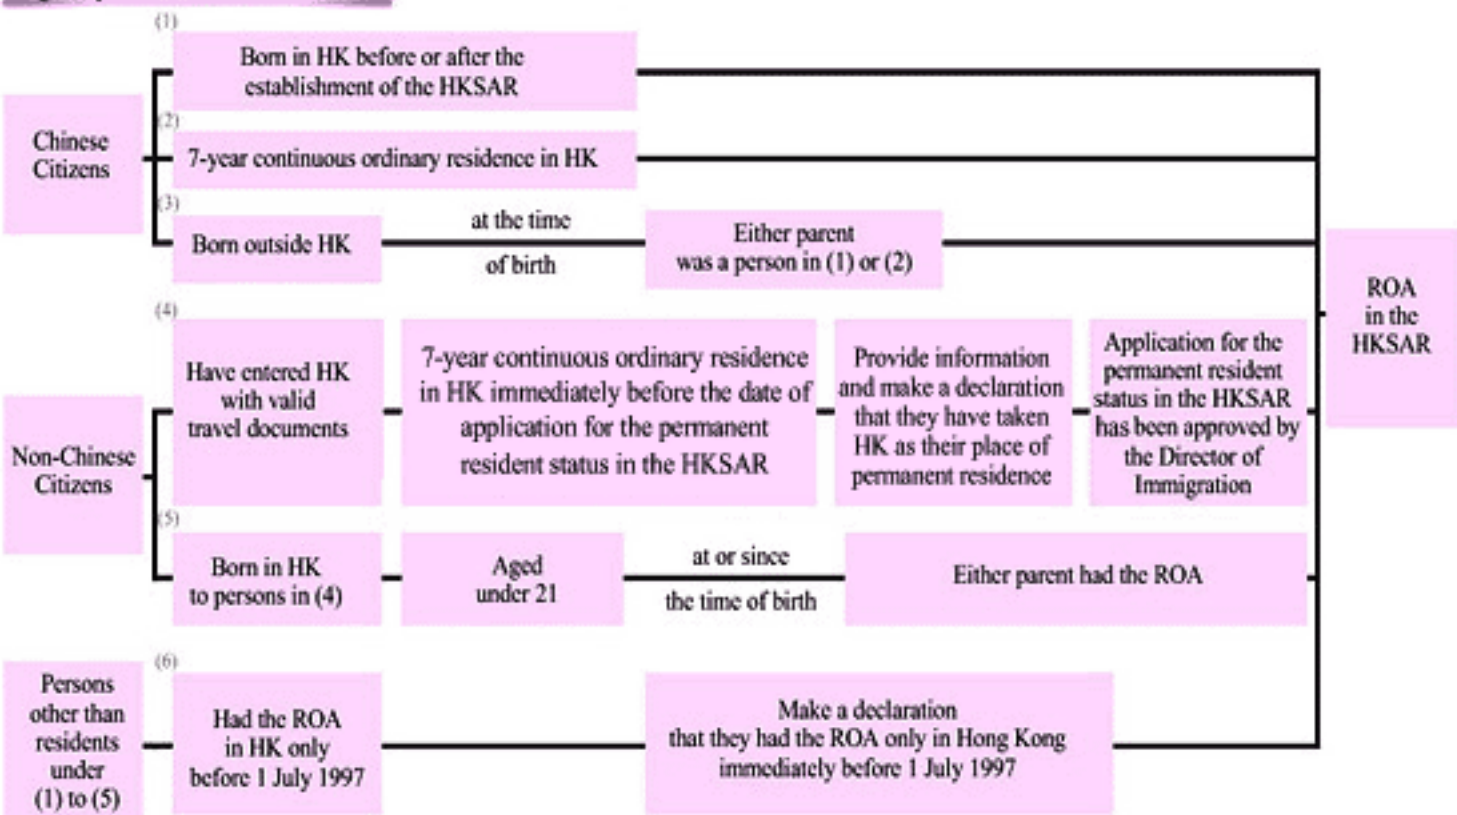 (1)
Born in HK before or after the
establishment of the HKSAR
Chinese
Citizens
(2)
7-year continuous ordinary residence in HK
(3)
Born outside HK
at the time
of birth
Either parent
was a person in (1) or (2)
ROA
in the
HKSAR
Non-Chinese
Citizens
(4)
Have entered HK
with valid
travel documents
7-year continuous ordinary residence
in HK immediately before the date of
application for the permanent
resident status in the HKSAR
Provide information
and make a declaration
that they have taken
HK as their place of
permanent residence
Application for the
permanent resident
status in the HKSAR
has been approved by
the Director of
Immigration
(5)
Born in HK
to persons in (4)
Aged
under 21
at or since
the time of birth
Either parent had the ROA
Persons
other than
residents
under
(1) to (5)
(6)
Had the ROA
in HK only
before 1 July 1997
Make a declaration
that they had the ROA only in Hong Kong
immediately before 1 July 1997